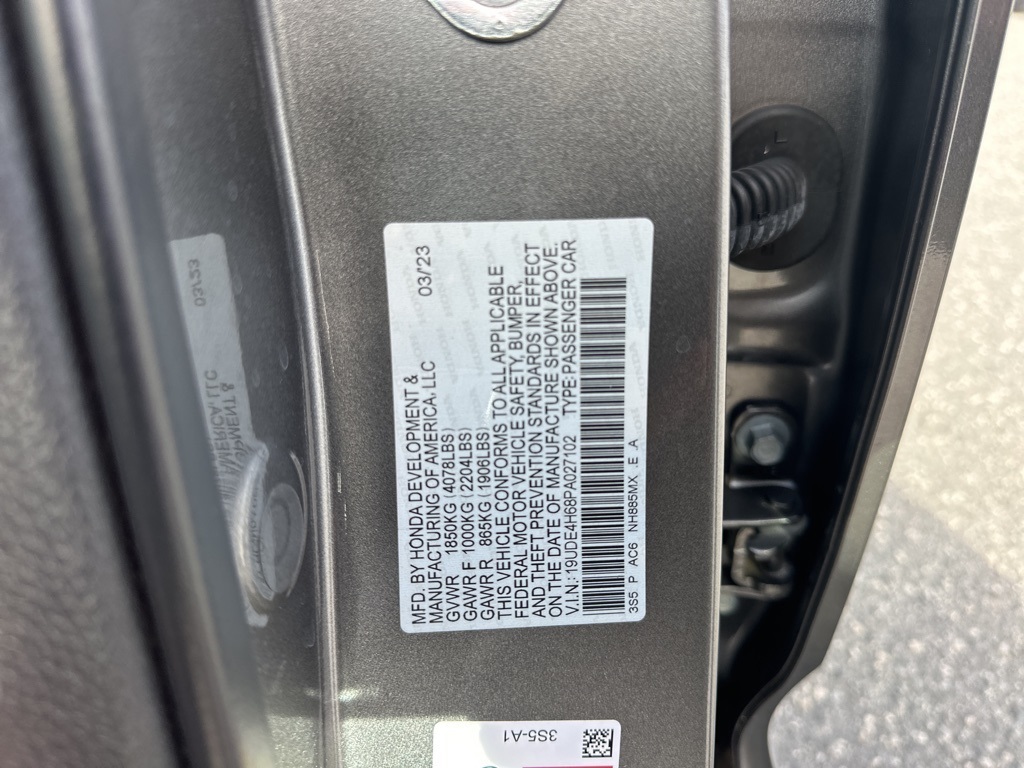 MFD. BY HONDA DEVELOPMENT &
MANUFACTURING OF AMERICA, LLC 03/'23
GVWR 1850KG (4078LBS)
GAWR F 1000KG (2204LBS)
GAWR R 865KG (1906LBS)
THIS VEHICLE CONFORMS TO ALL APPLICABLE
FEDERAL MOTOR VEHICLE SAFETY, BUMPER,
AND THEFT PREVENTION STANDARDS IN EFFECT
ON THE DATE OF MANUFACTURE SHOWN ABOVE.
V.I.N.: 19UDE4H68PA027102 TYPE:PASSENGER CAR
3S5 P AC6 NH885MX .E A
3S5-A1
L